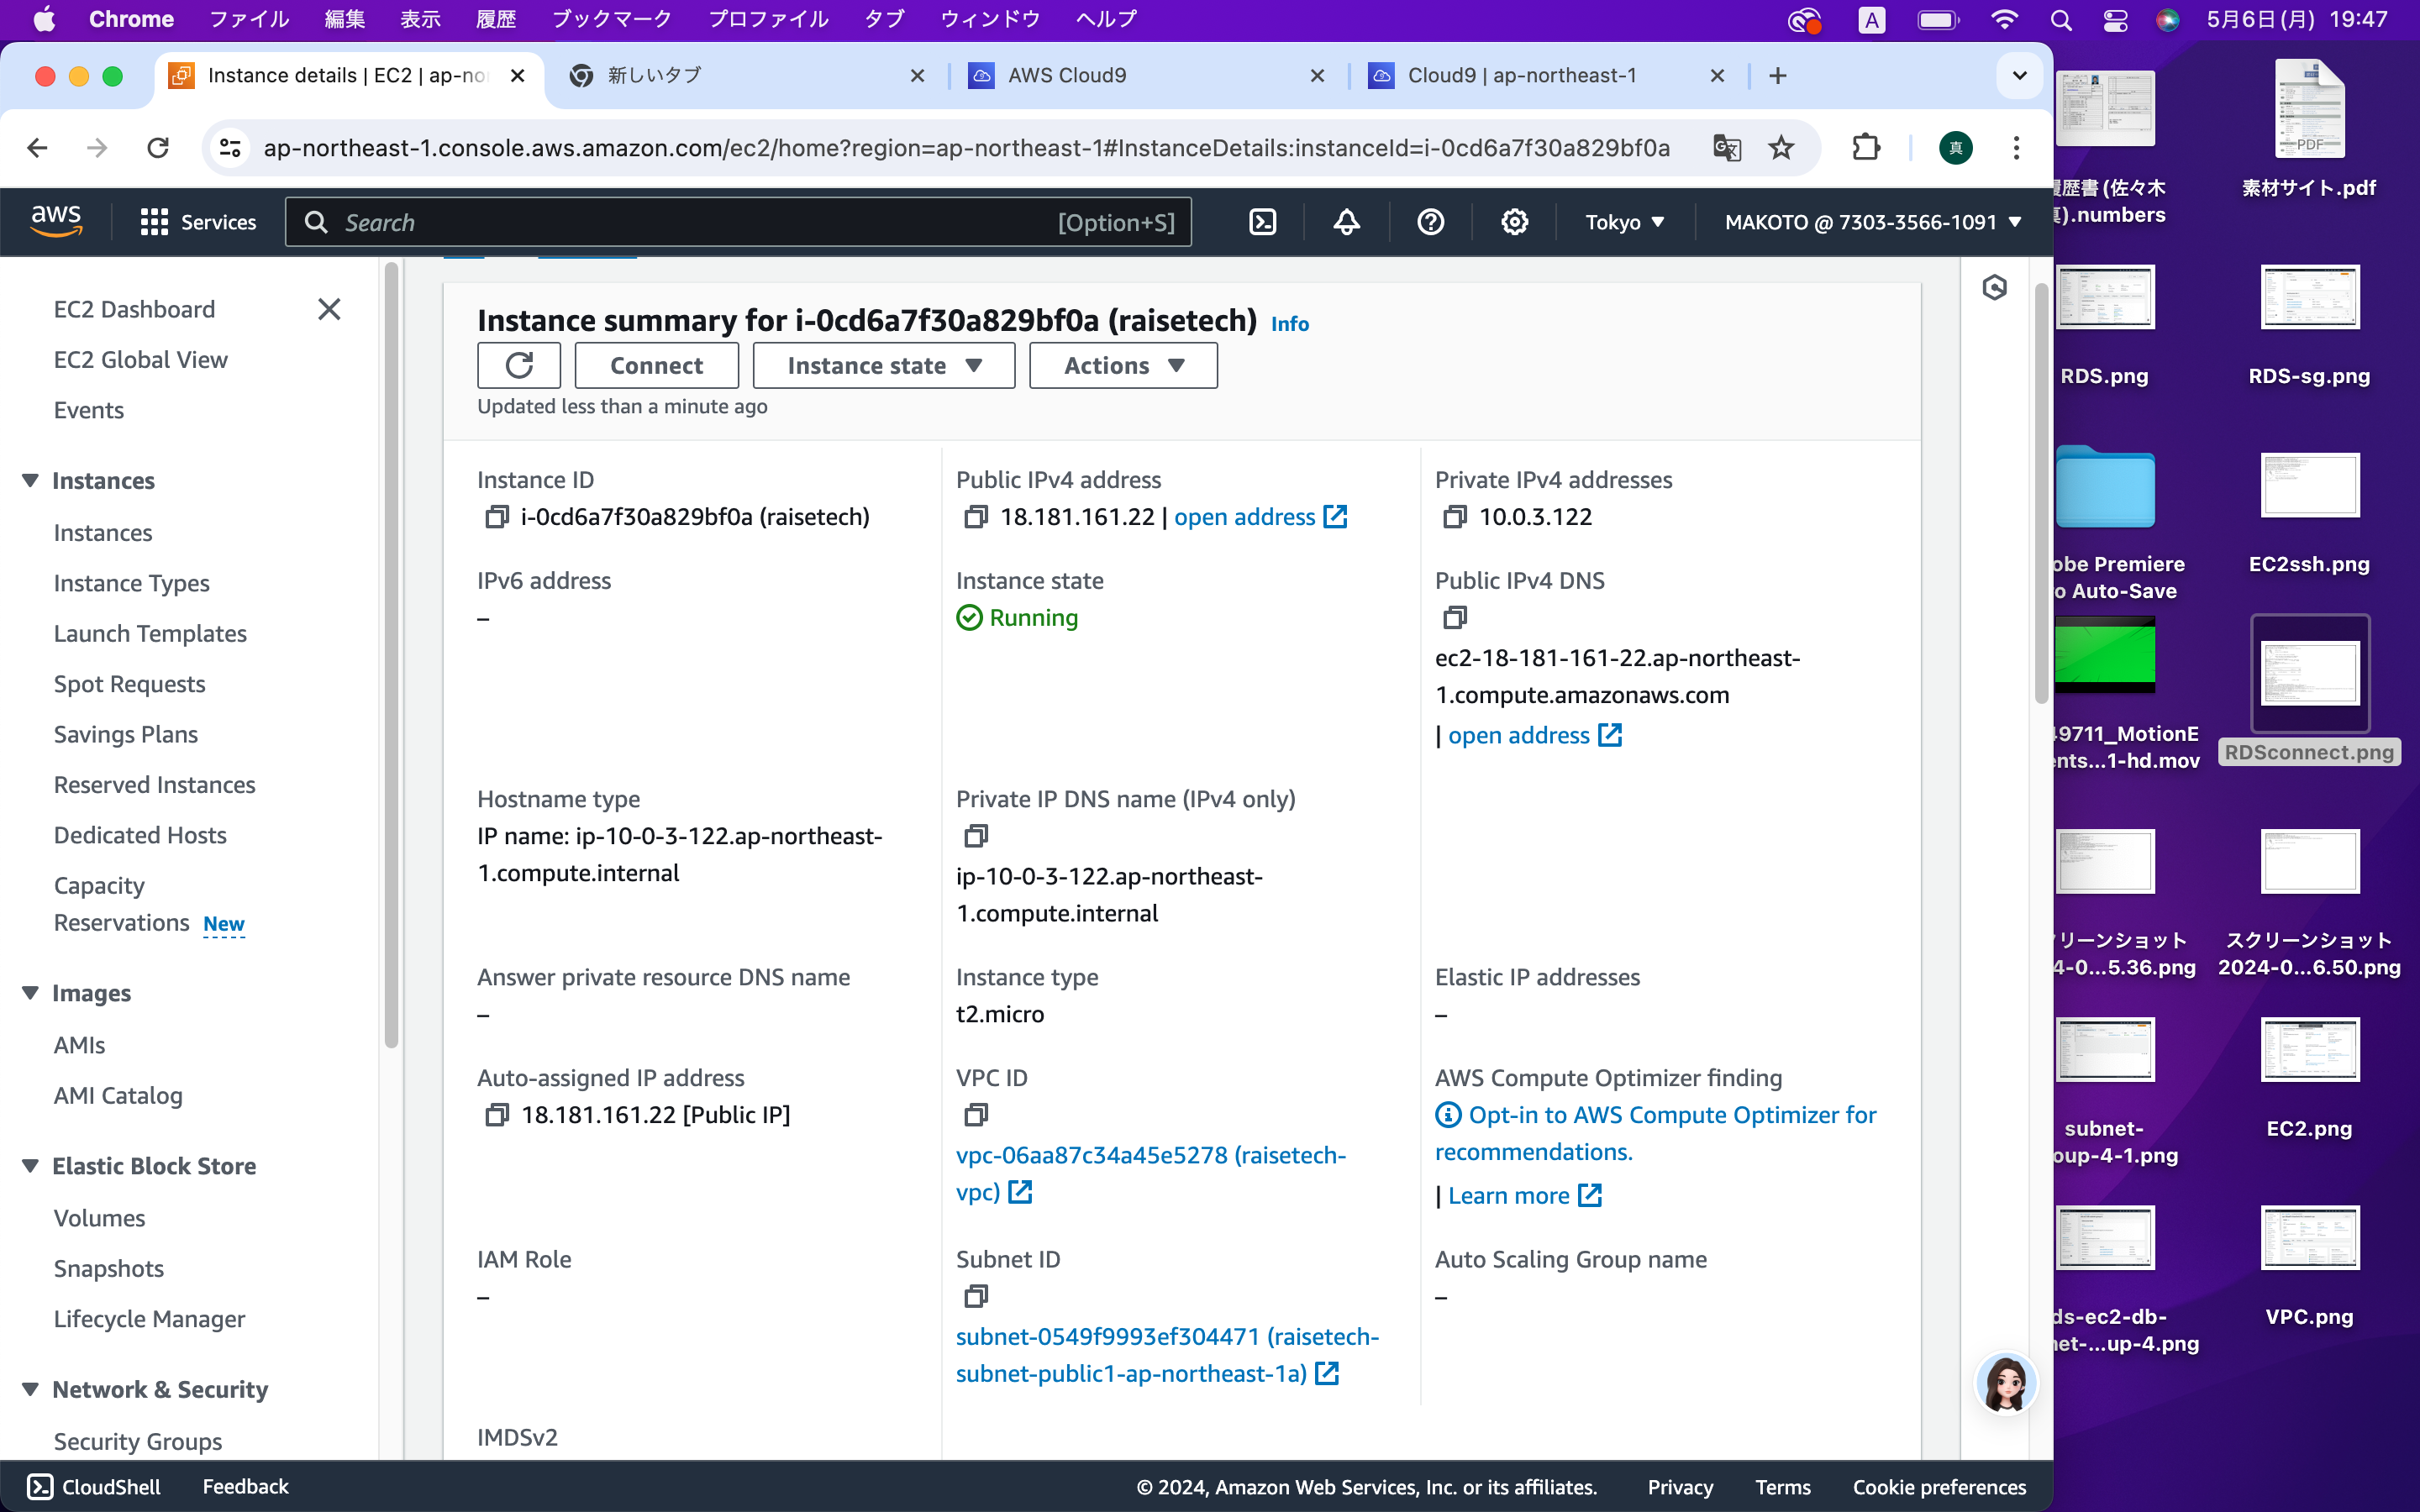 Chrome ファイル 編集 表示 履歴 ブックマーク プロファイル タブ ウィンドウ ヘルプ A 5月6日(月) 19:47
Instance details | EC2 | ap-no
新しいタブ
AWS Cloud9
Cloud9 | ap-northeast-1
ap-northeast-1.console.aws.amazon.com/ec2/home?region=ap-northeast-1#InstanceDetails:instanceId=i-0cd6a7f30a829bf0a
真
aws
Services
Search
[Option+S]
Tokyo
MAKOTO @ 7303-3566-1091
EC2 Dashboard
EC2 Global View
Events
Instances
Instances
Instance Types
Launch Templates
Spot Requests
Savings Plans
Reserved Instances
Dedicated Hosts
Capacity
Reservations New
Images
AMIs
AMI Catalog
Elastic Block Store
Volumes
Snapshots
Lifecycle Manager
Network & Security
Security Groups
Instance summary for i-0cd6a7f30a829bf0a (raisetech) Info
Connect
Instance state
Actions
Updated less than a minute ago
Instance ID
i-0cd6a7f30a829bf0a (raisetech)
Public IPv4 address
18.181.161.22 | open address
Private IPv4 addresses
10.0.3.122
IPv6 address
–
Instance state
Running
Public IPv4 DNS
ec2-18-181-161-22.ap-northeast-
1.compute.amazonaws.com
| open address
Hostname type
IP name: ip-10-0-3-122.ap-northeast-
1.compute.internal
Private IP DNS name (IPv4 only)
ip-10-0-3-122.ap-northeast-
1.compute.internal
Answer private resource DNS name
–
Instance type
t2.micro
Elastic IP addresses
–
Auto-assigned IP address
18.181.161.22 [Public IP]
VPC ID
vpc-06aa87c34a45e5278 (raisetech-
vpc)
AWS Compute Optimizer finding
Opt-in to AWS Compute Optimizer for
recommendations.
| Learn more
IAM Role
–
Subnet ID
subnet-0549f9993ef304471 (raisetech-
subnet-public1-ap-northeast-1a)
Auto Scaling Group name
–
IMDSv2
CloudShell
Feedback
© 2024, Amazon Web Services, Inc. or its affiliates.
Privacy
Terms
Cookie preferences
履歴書(佐々木
真).numbers
PDF
素材サイト.pdf
RDS.png
RDS-sg.png
obe Premiere
o Auto-Save
EC2ssh.png
49711_MotionE
ents...1-hd.mov
RDSconnect.png
リーンショット
4-0...5.36.png
スクリーンショット
2024-0...6.50.png
subnet-
oup-4-1.png
EC2.png
ds-ec2-db-
net-...up-4.png
VPC.png